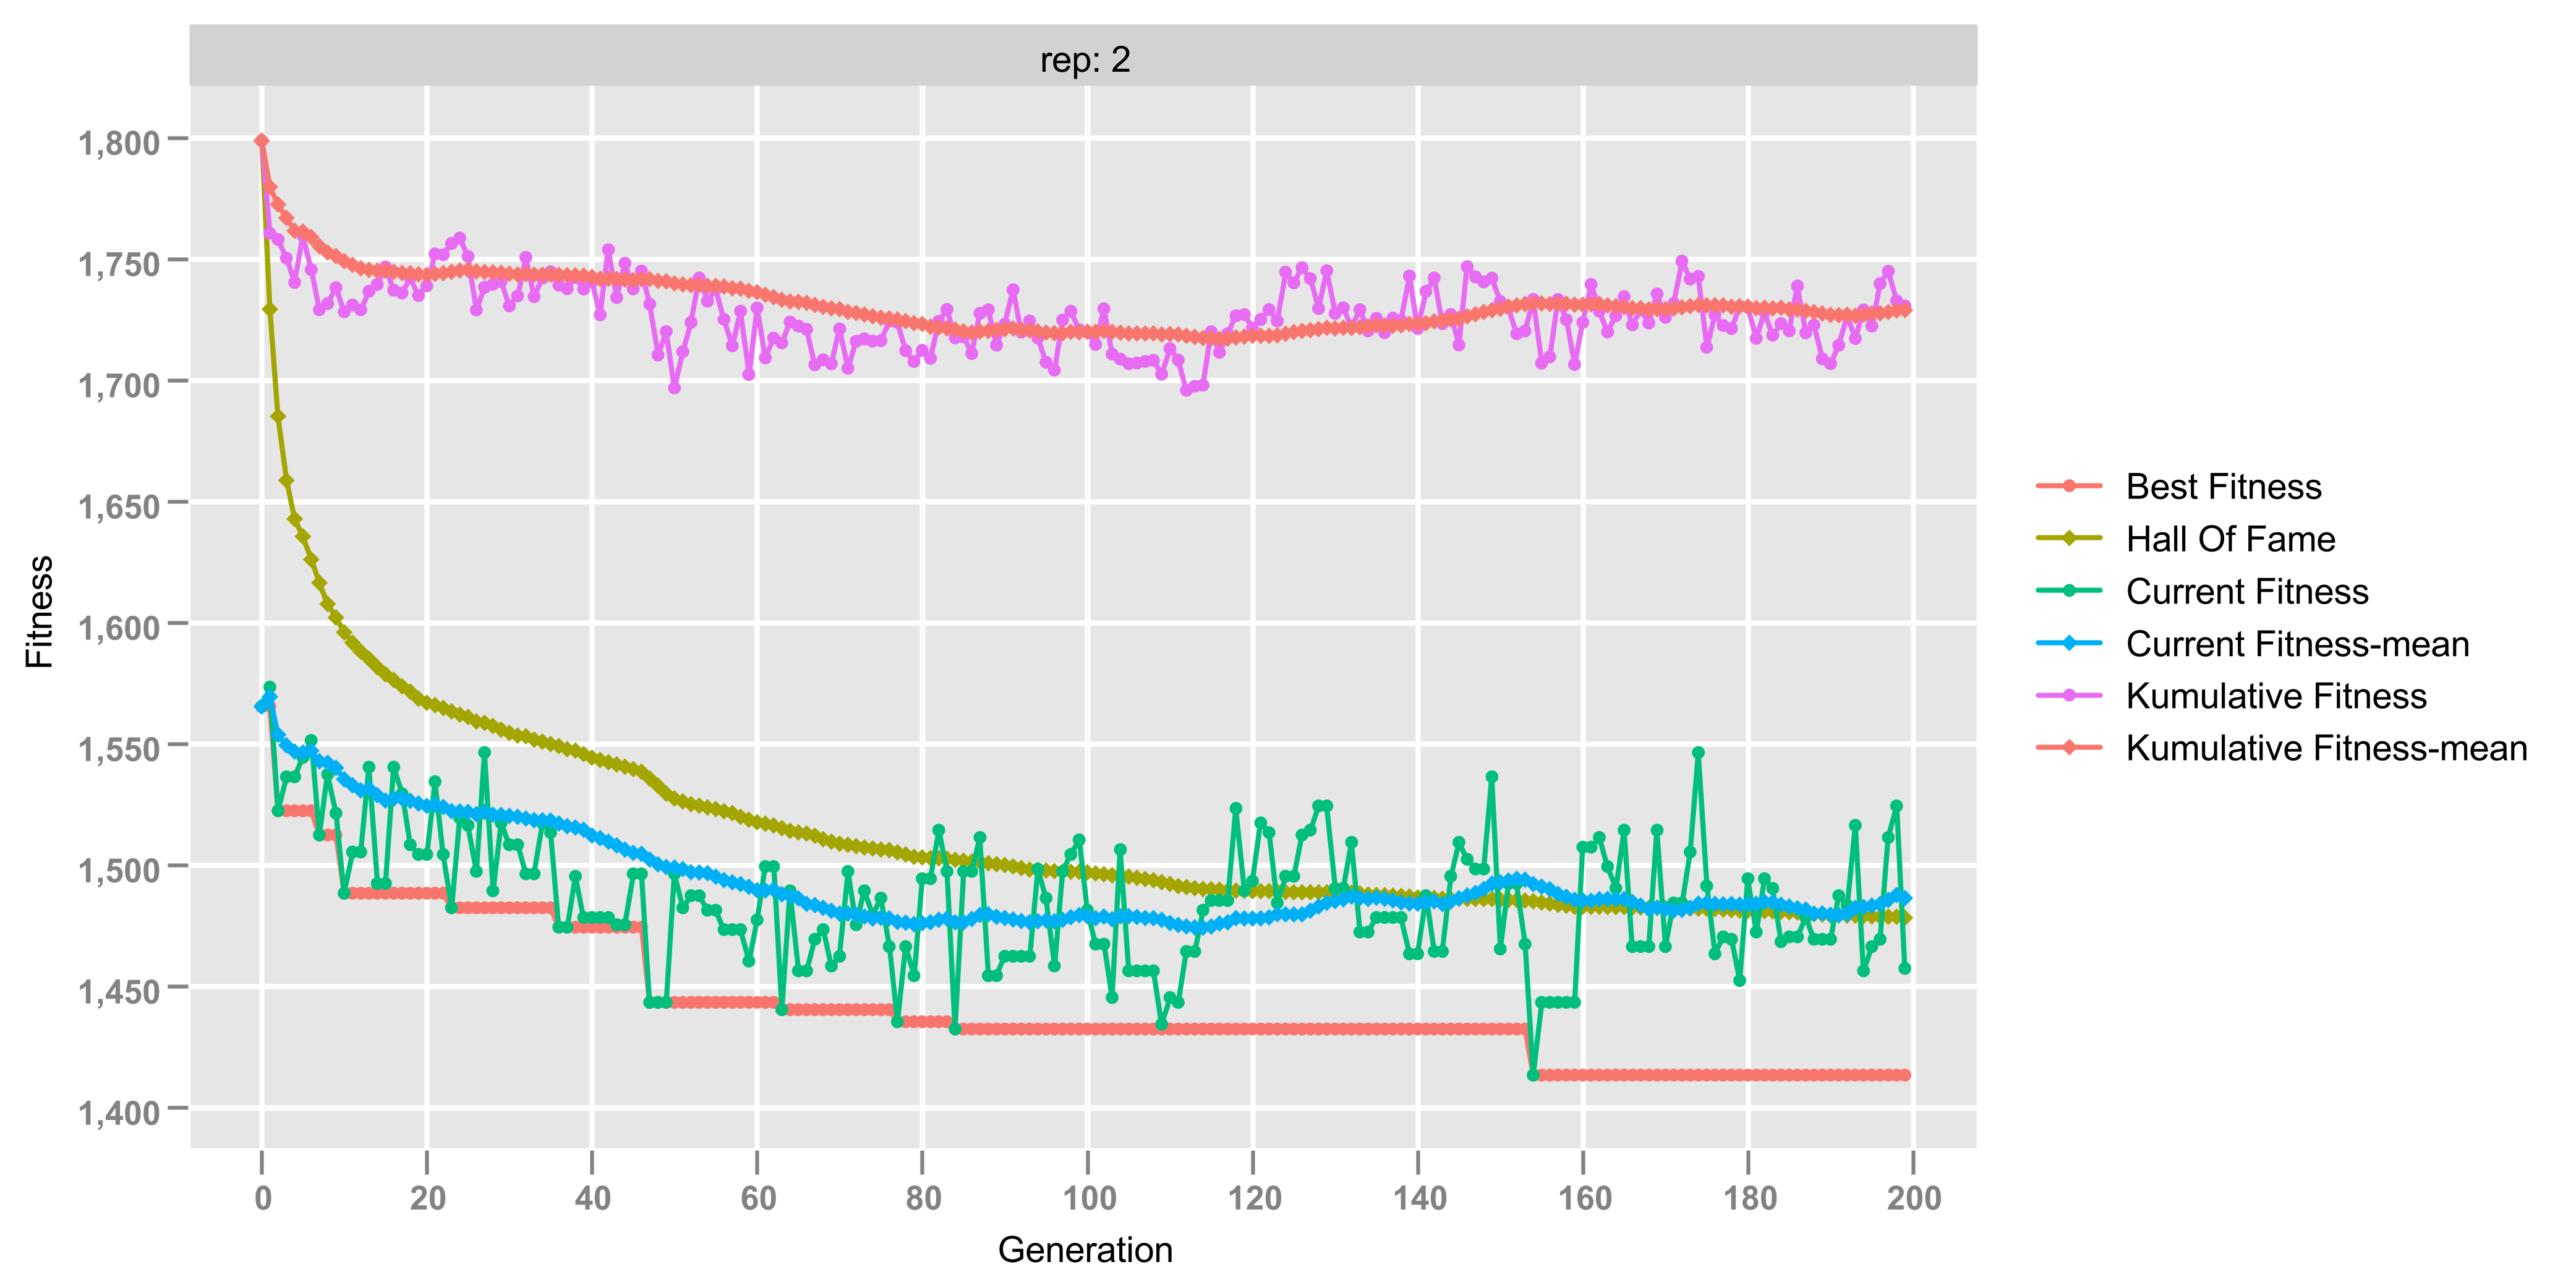 rep: 2
1,800
1,750
1,700
1,650
1,600
1,550
1,500
1,450
1,400
Fitness
0 20 40 60 80 100 120 140 160 180 200
Generation
Best Fitness
Hall Of Fame
Current Fitness
Current Fitness-mean
Kumulative Fitness
Kumulative Fitness-mean